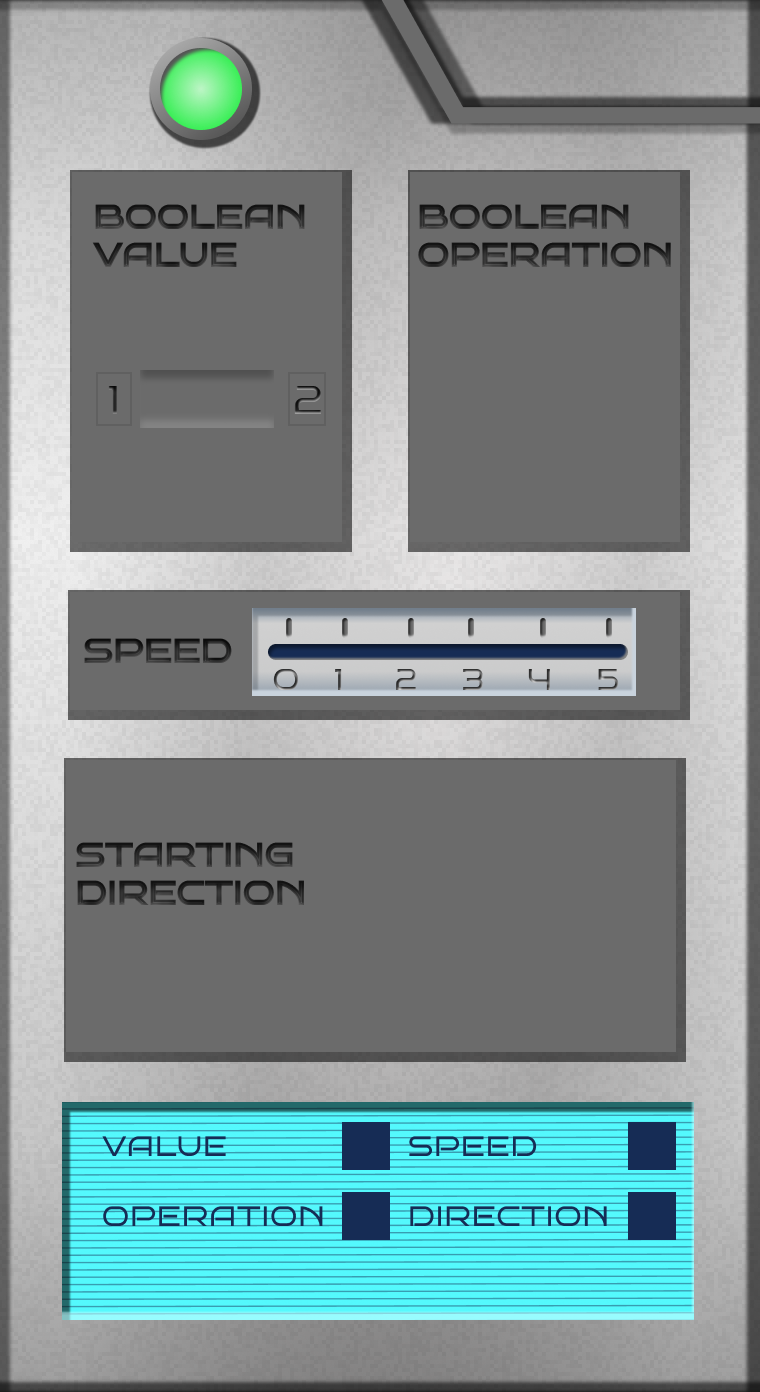 BOOLEAN
VALUE
BOOLEAN
OPERATION
1 2
SPEED
0 1 2 3 4 5
STARTING
DIRECTION
VALUE SPEED
OPERATION DIRECTION